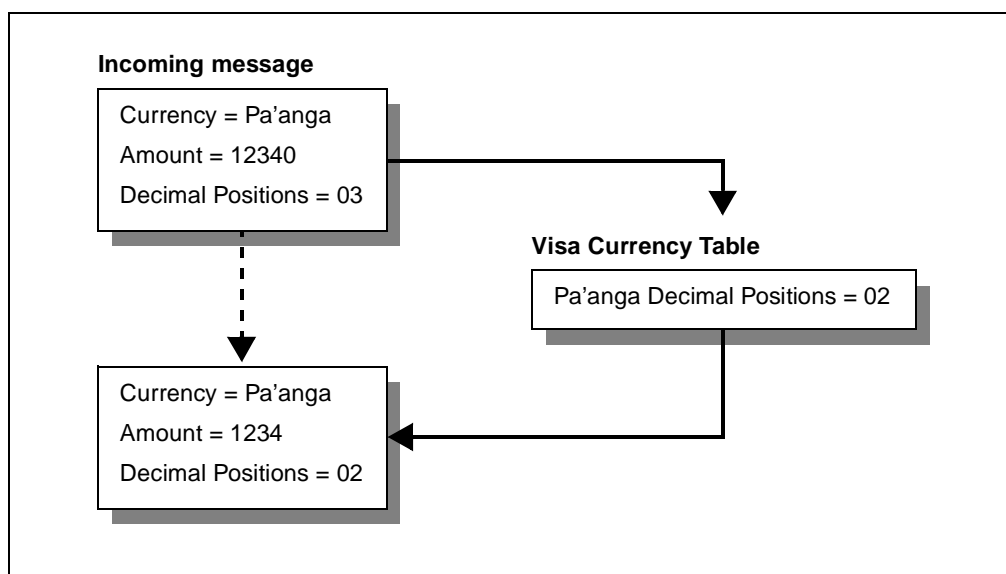 Incoming message
Currency = Pa’anga
Amount = 12340
Decimal Positions = 03
Visa Currency Table
Pa’anga Decimal Positions = 02
Currency = Pa’anga
Amount = 1234
Decimal Positions = 02